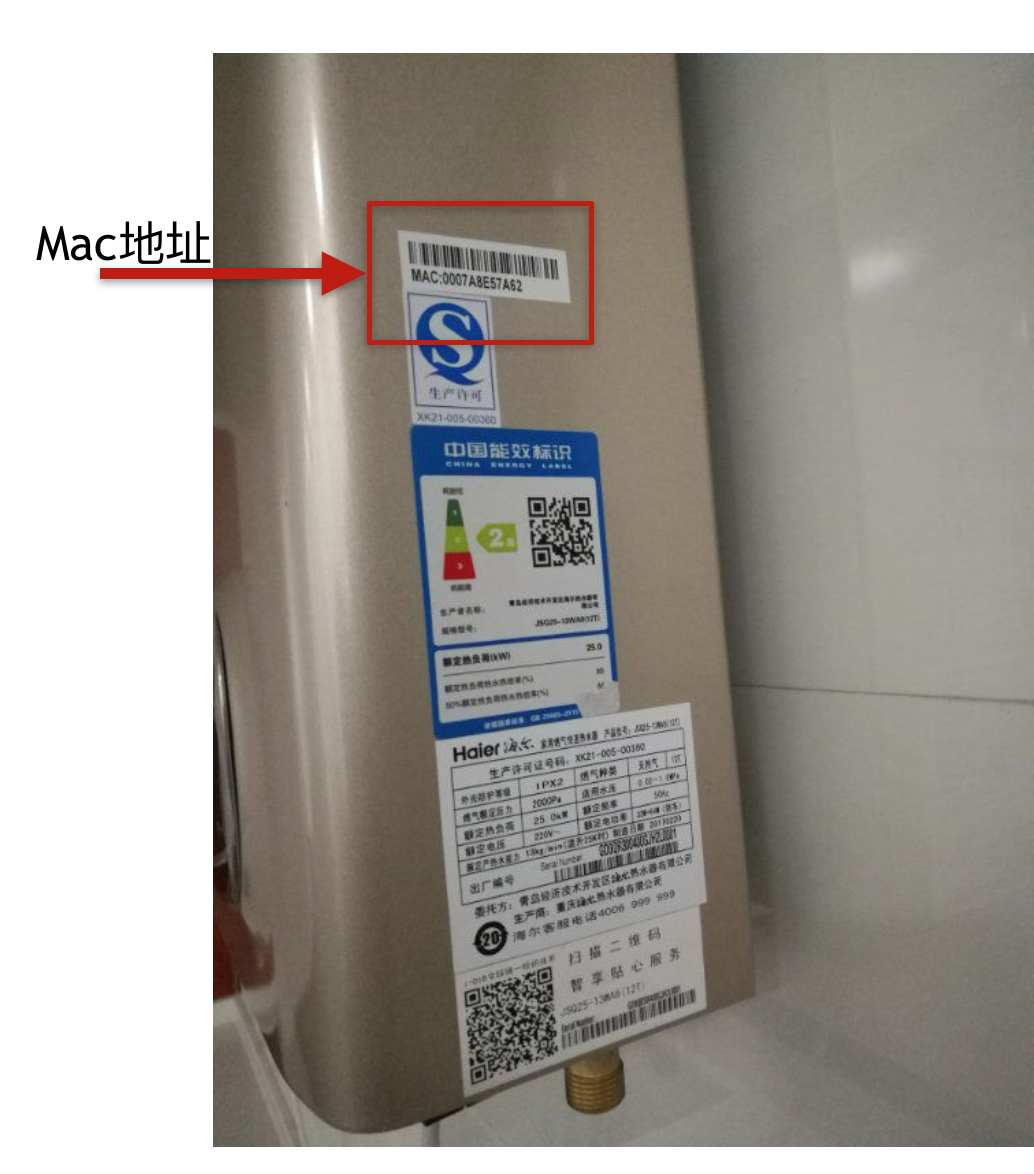 Mac地址
MAC:0007A8E57A62
生产许可
XK21-005-00360
中国能效标识
CHINA ENERGY LABEL
耗能低
1
2
2级
3
耗能高
生产者名称:
青岛经济技术开发区海尔热水器有
限公司
规格型号:
JSQ25-13WA8(12T)
额定热负荷(kW) 25.0
额定热负荷热水热效率(%)
50%额定热负荷热水热效率(%)
依据国家标准:
Haier 海尔 家用燃气快速热水器 产品型号: JSQ25-13WA8(12T)
生产许可证号码: XK21-005-00360
外壳防护等级 IPX2 燃气种类 天然气 12T
燃气额定压力 2000Pa 适用水压 0.02-1.0MPa
额定热负荷 25.0kW 额定频率 50Hz
额定电压 220V~ 额定电功率
额定产热水能力 13kg/min(温升25K时) 制造日期 20170220
出厂编号 Serial Number:
委托方: 青岛经济技术开发区海尔热水器有限公司
生产商: 重庆海尔热水器有限公司
20 海尔客服电话4006 999 999
扫描二维码
智享贴心服务
JSQ25-13WA8(12T)
Serial Number: